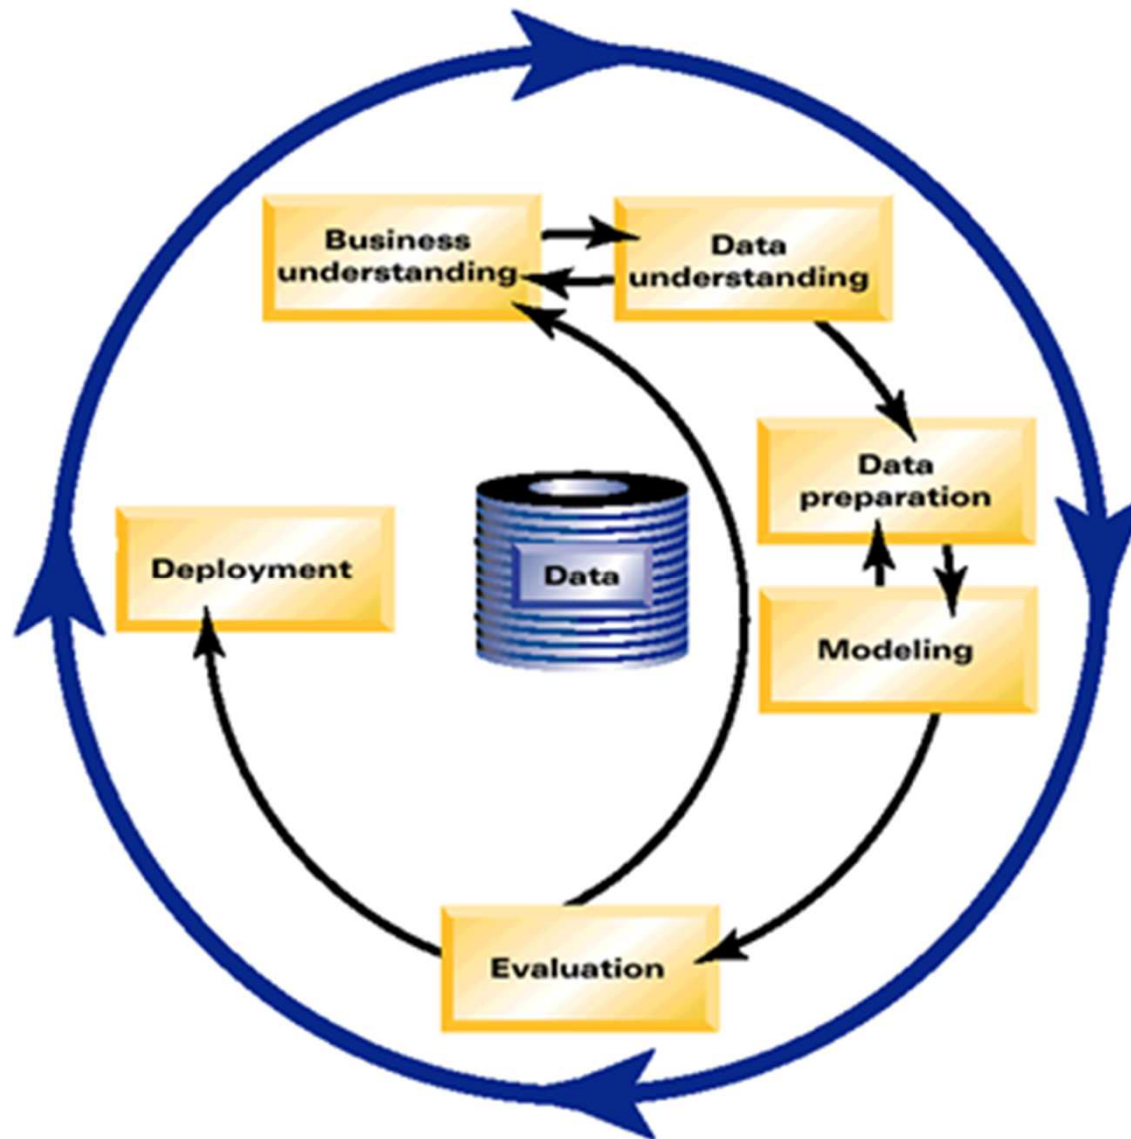 Business
understanding
Data
understanding
Data
preparation
Deployment
Data
Modeling
Evaluation